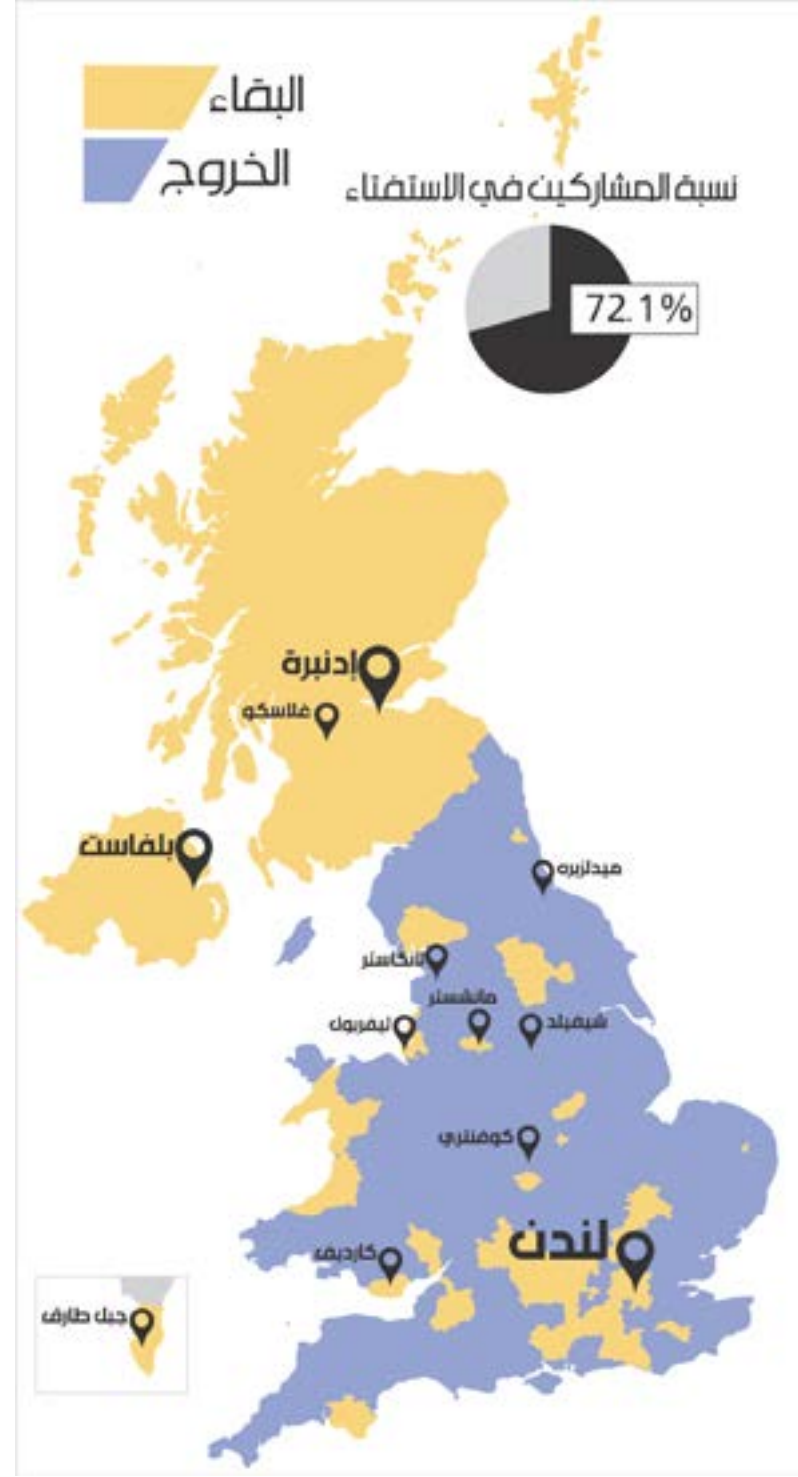 البقاء
الخروج
نسبة المشاركين في الاستفتاء
72.1%
إدنبرة
غلاسكو
بلفاست
ميدلزبره
لانكاستر
مانشستر
ليفربول
شيفيلد
كوفنتري
لندن
كارديف
جبل طارق